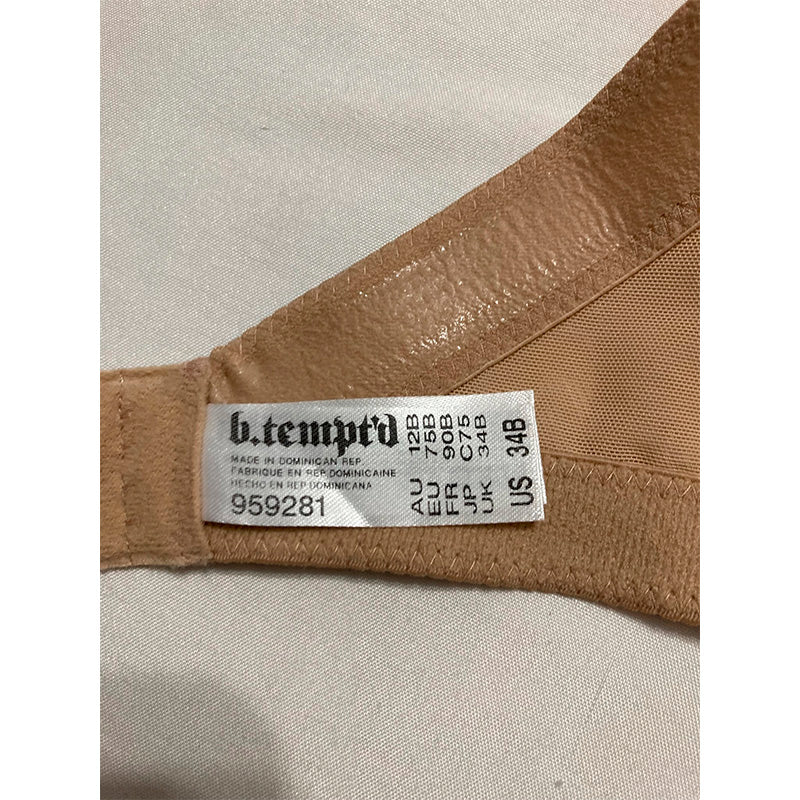 b.tempt'd
MADE IN DOMINICAN REP.
FABRIQUE EN REP.DOMINICAINE
HECHO EN REP.DOMINICANA
959281
AU 12B
EU 75B
FR 90B
JP C75
UK 34B
US 34B